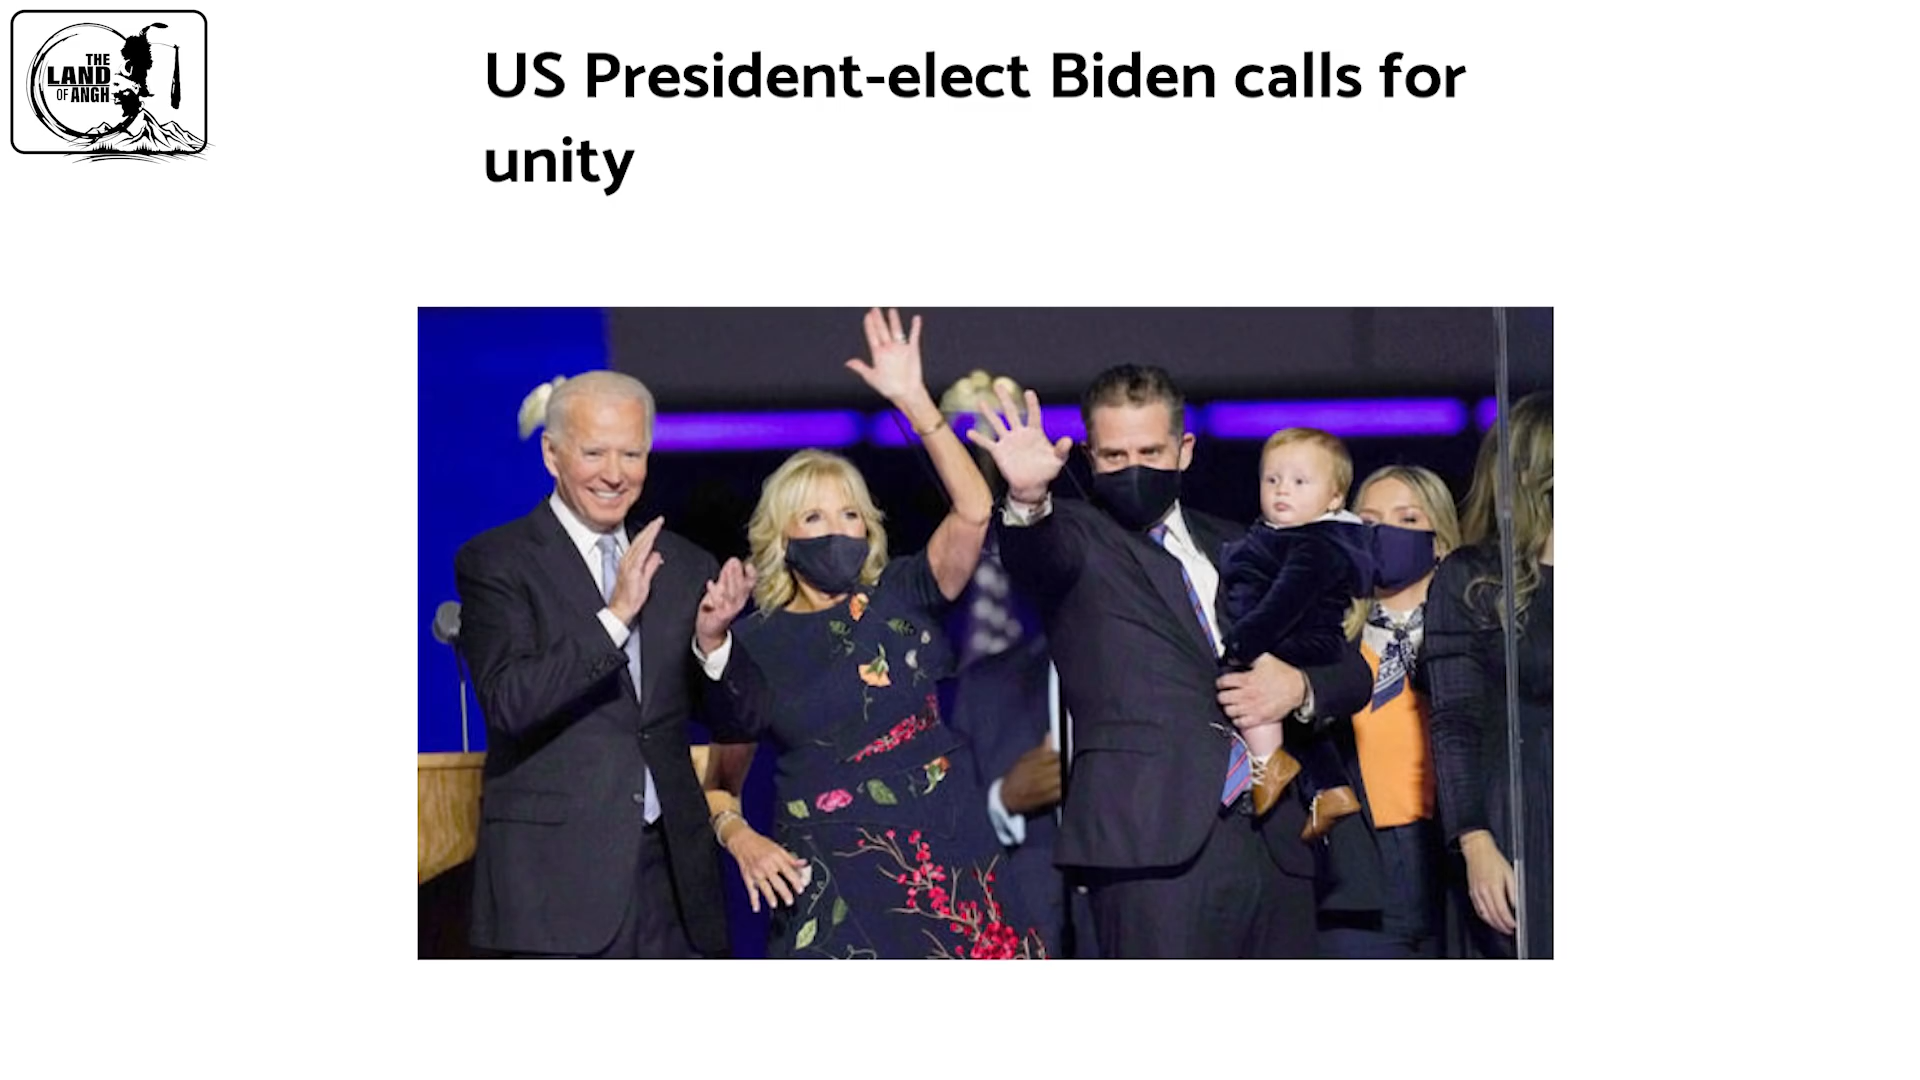 THE
LAND
OF ANGH
US President-elect Biden calls for
unity